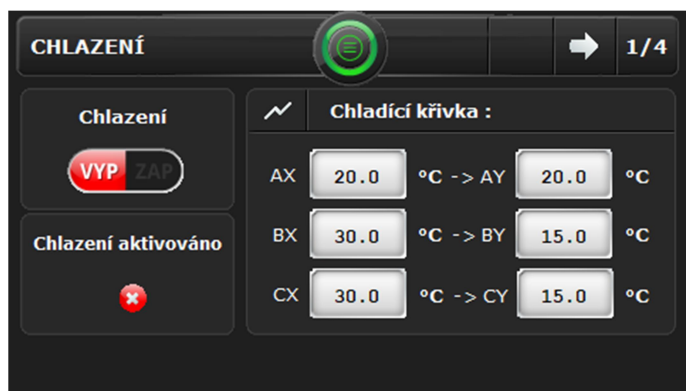 CHLAZENÍ 1/4
Chlazení
VYP ZAP
Chlazení aktivováno
Chladící křivka :
AX 20.0 °C -> AY 20.0 °C
BX 30.0 °C -> BY 15.0 °C
CX 30.0 °C -> CY 15.0 °C